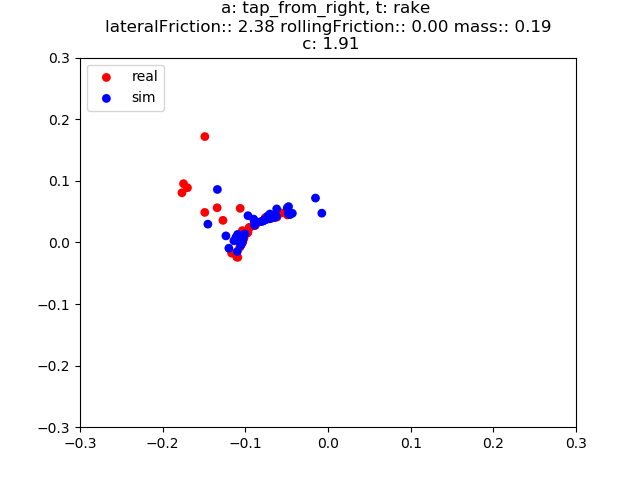 a: tap_from_right, t: rake
lateralFriction:: 2.38 rollingFriction:: 0.00 mass:: 0.19
c: 1.91
real
sim
0.3
0.2
0.1
0.0
−0.1
−0.2
−0.3
−0.3
−0.2
−0.1
0.0
0.1
0.2
0.3